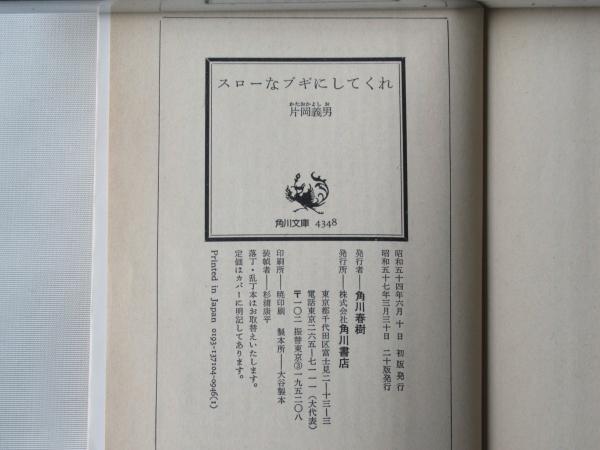 スローなブギにしてくれ
かたおかよしお
片岡義男
角川文庫 4348
昭和五十四年六月十日 初版発行
昭和五十七年三月三十日 二十版発行
発行者――角川春樹
発行所――株式会社角川書店
東京都千代田区富士見二―十三―三
電話東京二六五―七一一一(大代表)
〒一〇二 振替東京③一九五二〇八
印刷所――暁印刷 製本所――大谷製本
装幀者――杉浦康平
落丁・乱丁本はお取替えいたします。
定価はカバーに明記してあります。
Printed in Japan 0193-137104-0946(1)